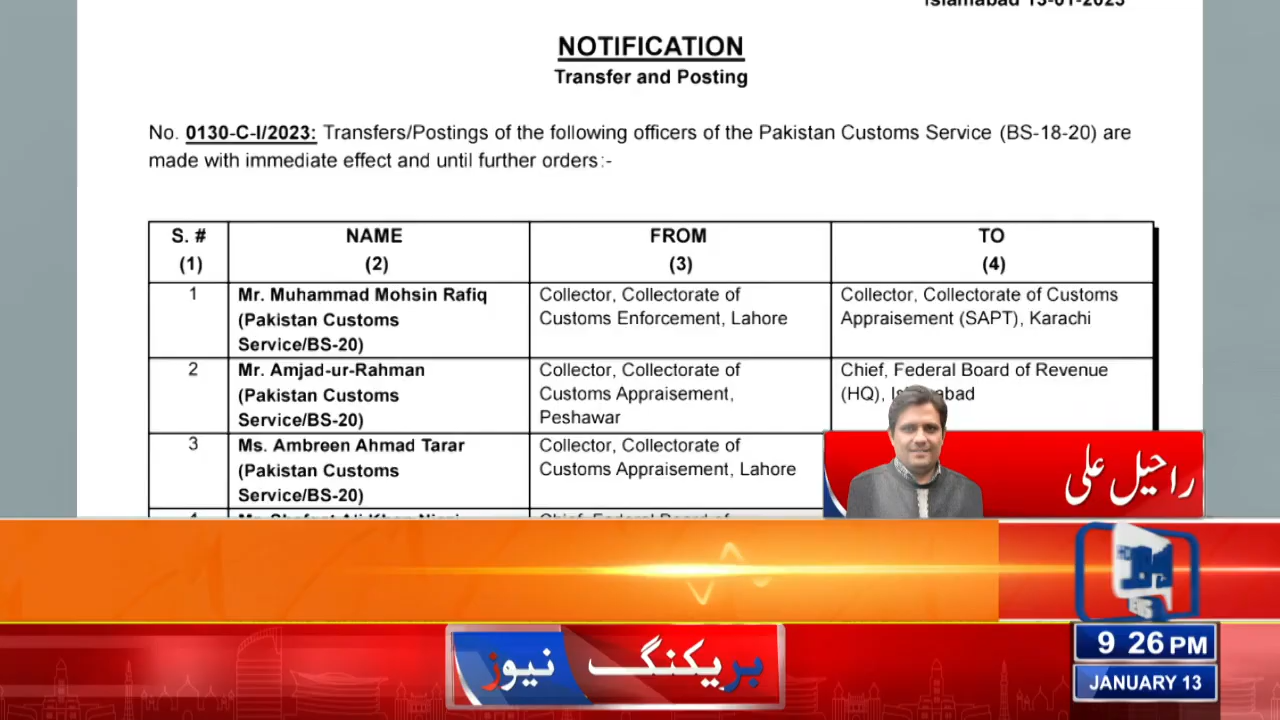 Islamabad 13-01-2023
NOTIFICATION
Transfer and Posting
No. 0130-C-I/2023: Transfers/Postings of the following officers of the Pakistan Customs Service (BS-18-20) are
made with immediate effect and until further orders:-
S. # NAME FROM TO
(1) (2) (3) (4)
1 Mr. Muhammad Mohsin Rafiq Collector, Collectorate of Collector, Collectorate of Customs
(Pakistan Customs Customs Enforcement, Lahore Appraisement (SAPT), Karachi
Service/BS-20)
2 Mr. Amjad-ur-Rahman Collector, Collectorate of Chief, Federal Board of Revenue
(Pakistan Customs Customs Appraisement, (HQ),
Service/BS-20) Peshawar
3 Ms. Ambreen Ahmad Tarar Collector, Collectorate of
(Pakistan Customs Customs Appraisement, Lahore
Service/BS-20)
راحیل علی
9 26 PM
بریکنگ نیوز
JANUARY 13